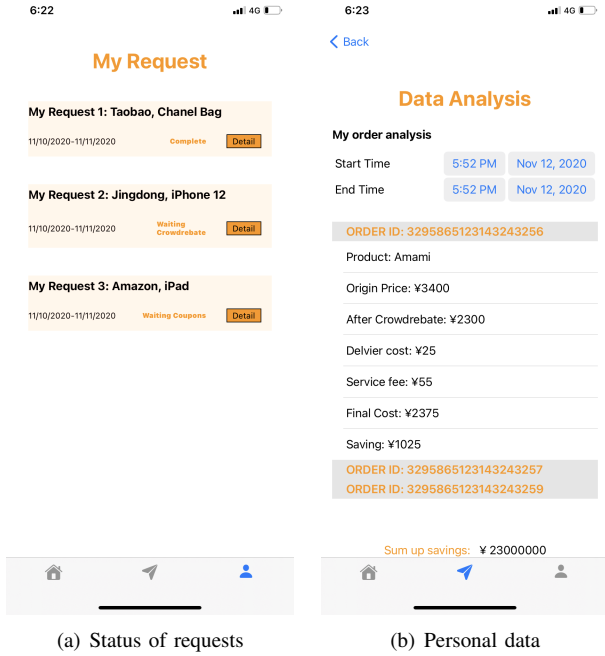 6:22
4G
My Request
My Request 1: Taobao, Chanel Bag
11/10/2020-11/11/2020 Complete Detail
My Request 2: Jingdong, iPhone 12
11/10/2020-11/11/2020 Waiting Crowdrebate Detail
My Request 3: Amazon, iPad
11/10/2020-11/11/2020 Waiting Coupons Detail
(a) Status of requests
6:23
4G
Back
Data Analysis
My order analysis
Start Time 5:52 PM Nov 12, 2020
End Time 5:52 PM Nov 12, 2020
ORDER ID: 3295865123143243256
Product: Amami
Origin Price: ¥3400
After Crowdrebate: ¥2300
Delvier cost: ¥25
Service fee: ¥55
Final Cost: ¥2375
Saving: ¥1025
ORDER ID: 3295865123143243257
ORDER ID: 3295865123143243259
Sum up savings: ¥ 23000000
(b) Personal data